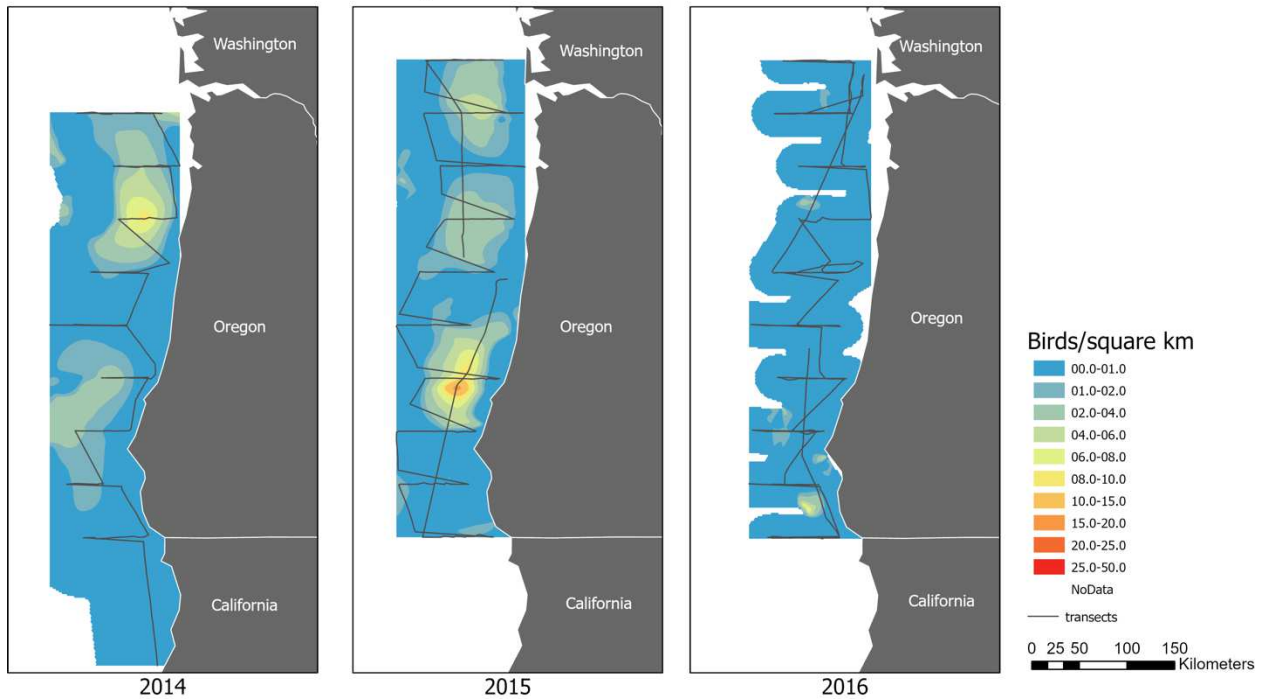 Washington
Oregon
California
2014
Washington
Oregon
California
2015
Washington
Oregon
California
2016
Birds/square km
00.0-01.0
01.0-02.0
02.0-04.0
04.0-06.0
06.0-08.0
08.0-10.0
10.0-15.0
15.0-20.0
20.0-25.0
25.0-50.0
NoData
transects
0 25 50 100 150
Kilometers